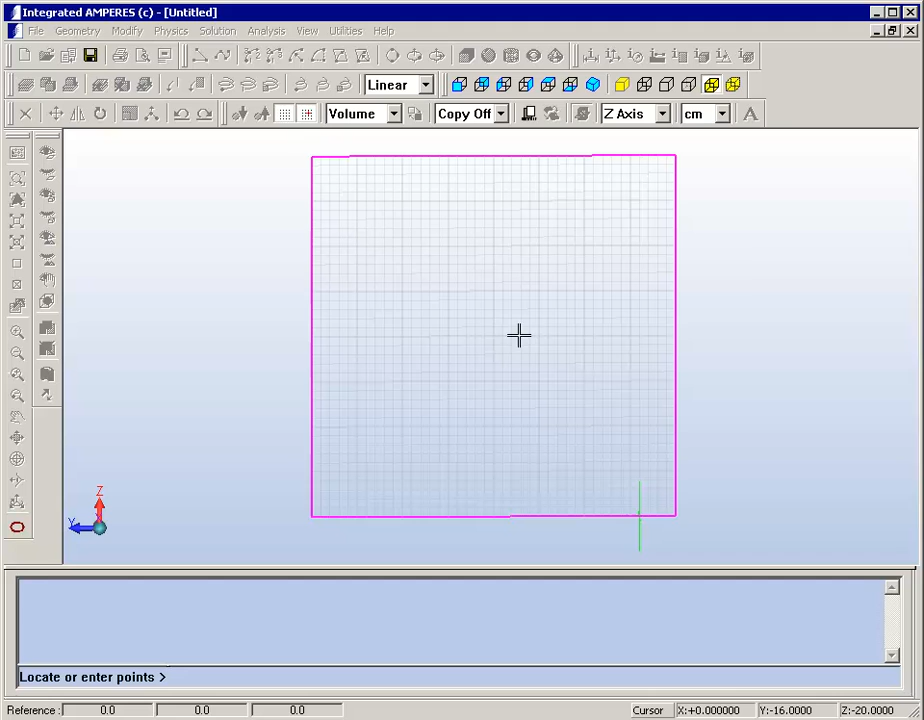 Integrated AMPERES (c) - [Untitled]
File Geometry Modify Physics Solution Analysis View Utilities Help
Linear
Volume Copy Off Z Axis cm A
Z
Y
Locate or enter points >
Reference : 0.0 0.0 0.0 Cursor X:+0.000000 Y:-16.0000 Z:-20.0000